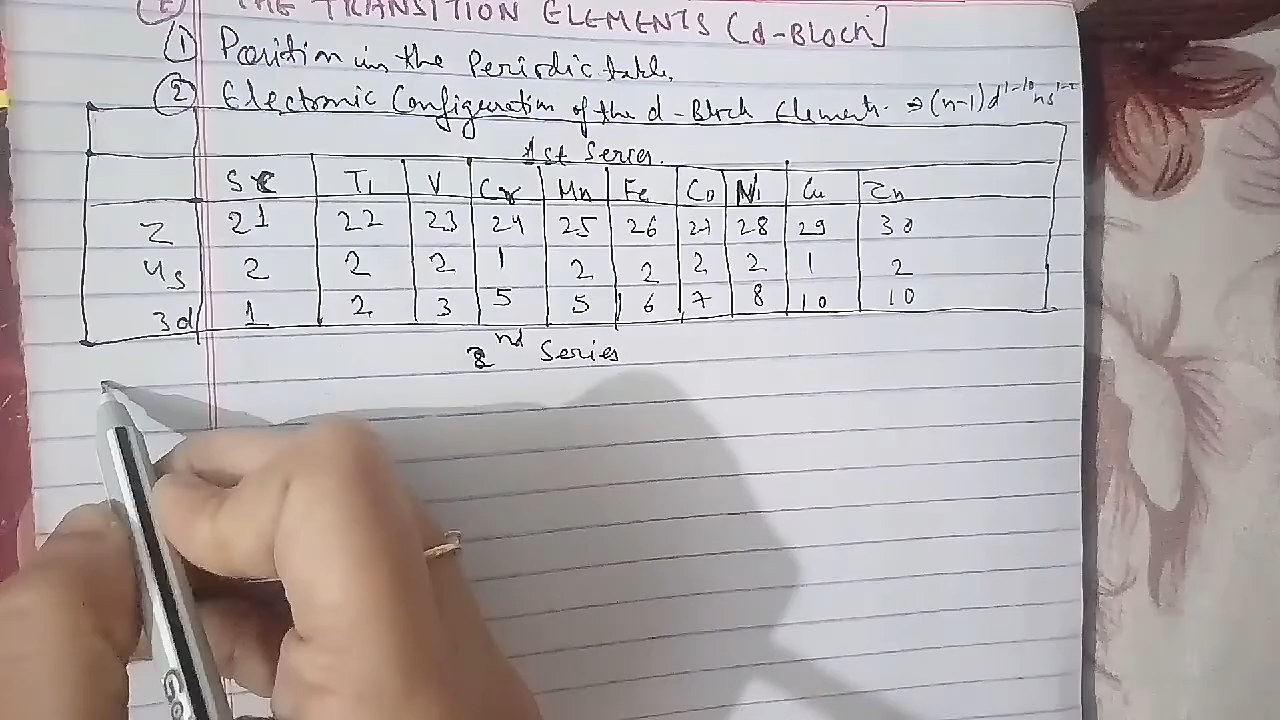 THE TRANSITION ELEMENTS [d-BLOCK]
① Position in the Periodic table.
② Electronic Configuration of the d-Block Elements. ⇒ (n-1)d¹⁻¹⁰ns¹⁻²
1st Series.
Sc Ti V Cr Mn Fe Co Ni Cu Zn
Z 21 22 23 24 25 26 27 28 29 30
4s 2 2 2 1 2 2 2 2 1 2
3d 1 2 3 5 5 6 7 8 10 10
2nd Series